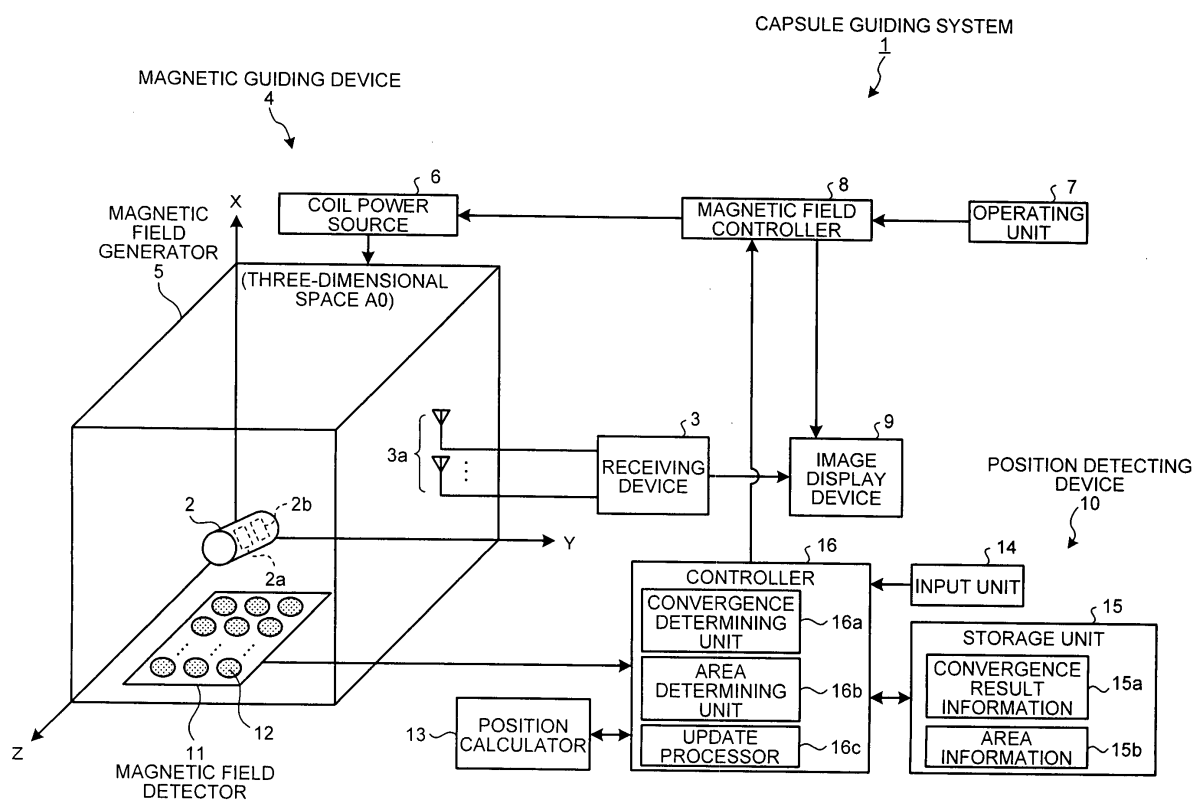 CAPSULE GUIDING SYSTEM
1
MAGNETIC GUIDING DEVICE
4
6
COIL POWER
SOURCE
8
MAGNETIC FIELD
CONTROLLER
7
OPERATING
UNIT
X
MAGNETIC
FIELD
GENERATOR
5
(THREE-DIMENSIONAL
SPACE A0)
3a
3
RECEIVING
DEVICE
9
IMAGE
DISPLAY
DEVICE
POSITION DETECTING
DEVICE
10
2
2b
2a
Y
16
CONTROLLER
CONVERGENCE
DETERMINING
UNIT
16a
AREA
DETERMINING
UNIT
16b
UPDATE
PROCESSOR
16c
14
INPUT UNIT
15
STORAGE UNIT
CONVERGENCE
RESULT
INFORMATION
15a
AREA
INFORMATION
15b
13
POSITION
CALCULATOR
Z
11
12
MAGNETIC FIELD
DETECTOR